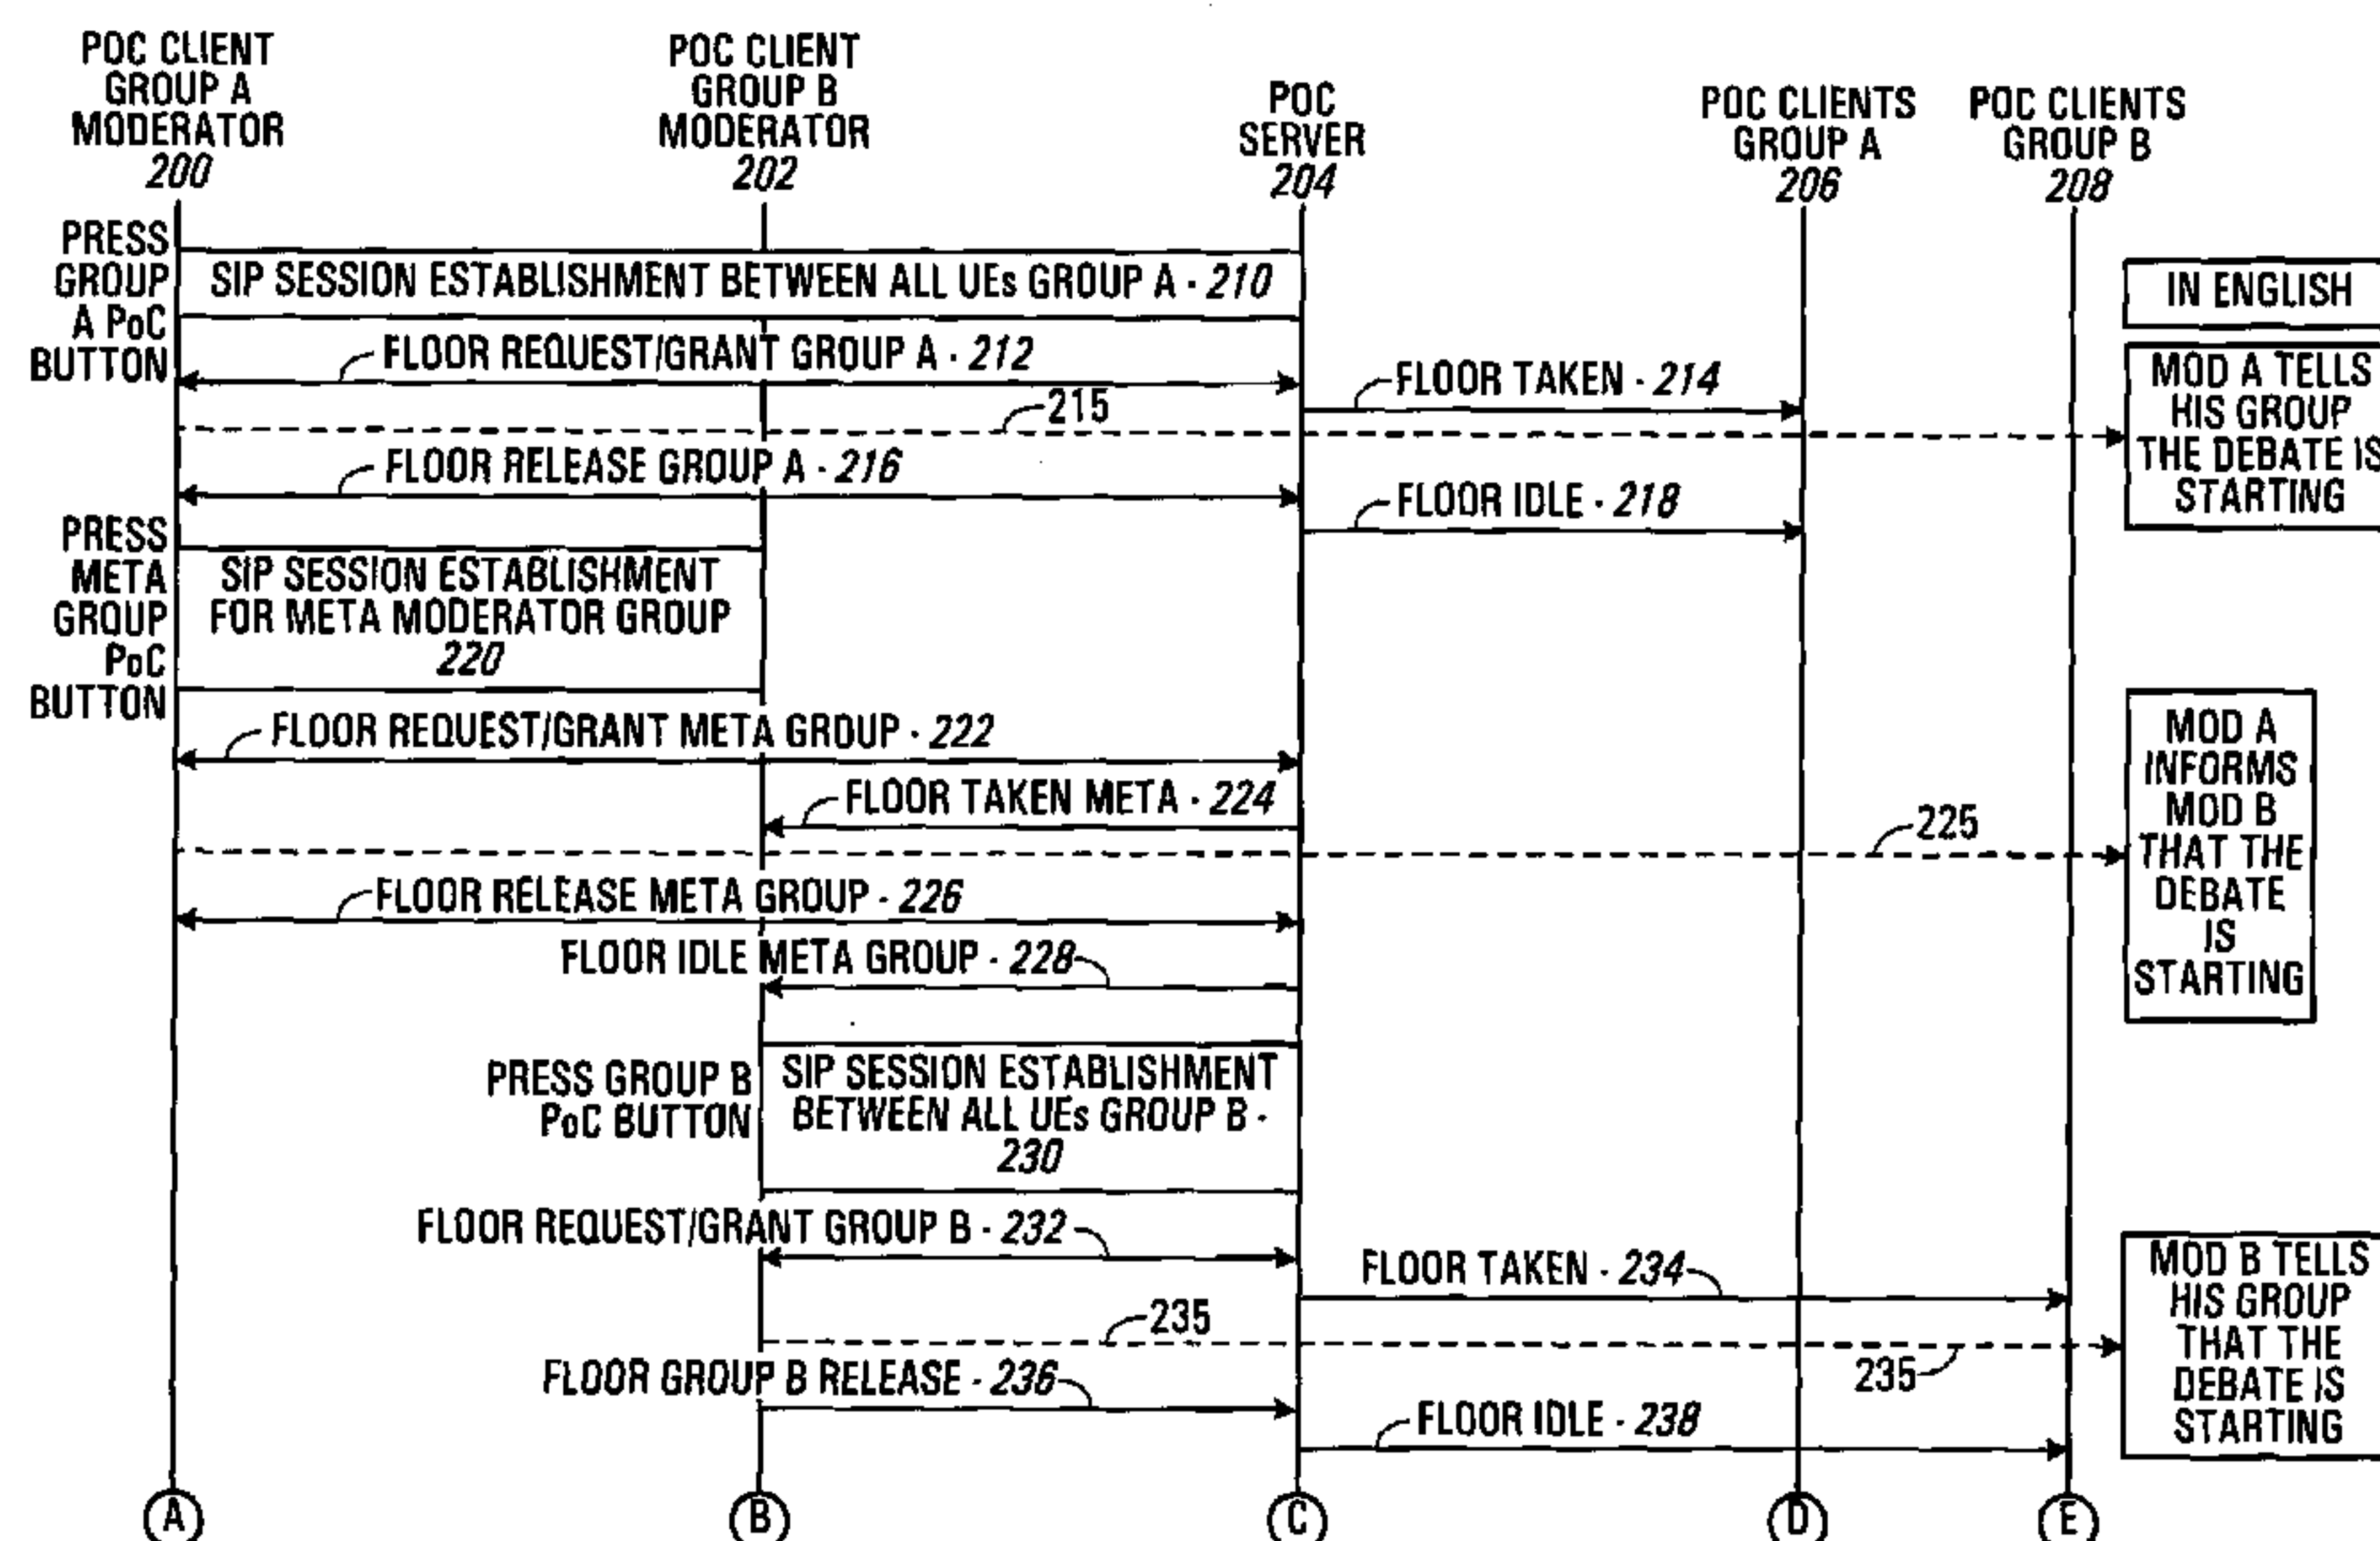 POC CLIENT
GROUP A
MODERATOR
200
POC CLIENT
GROUP B
MODERATOR
202
POC
SERVER
204
POC CLIENTS
GROUP A
206
POC CLIENTS
GROUP B
208
PRESS
GROUP
A PoC
BUTTON
SIP SESSION ESTABLISHMENT BETWEEN ALL UEs GROUP A - 210
IN ENGLISH
FLOOR REQUEST/GRANT GROUP A - 212
FLOOR TAKEN - 214
215
MOD A TELLS
HIS GROUP
THE DEBATE IS
STARTING
FLOOR RELEASE GROUP A - 216
FLOOR IDLE - 218
PRESS
META
GROUP
PoC
BUTTON
SIP SESSION ESTABLISHMENT
FOR META MODERATOR GROUP
220
FLOOR REQUEST/GRANT META GROUP - 222
FLOOR TAKEN META - 224
225
MOD A
INFORMS
MOD B
THAT THE
DEBATE
IS
STARTING
FLOOR RELEASE META GROUP - 226
FLOOR IDLE META GROUP - 228
PRESS GROUP B
PoC BUTTON
SIP SESSION ESTABLISHMENT
BETWEEN ALL UEs GROUP B -
230
FLOOR REQUEST/GRANT GROUP B - 232
FLOOR TAKEN - 234
235
235
MOD B TELLS
HIS GROUP
THAT THE
DEBATE IS
STARTING
FLOOR GROUP B RELEASE - 236
FLOOR IDLE - 238
A
B
C
D
E